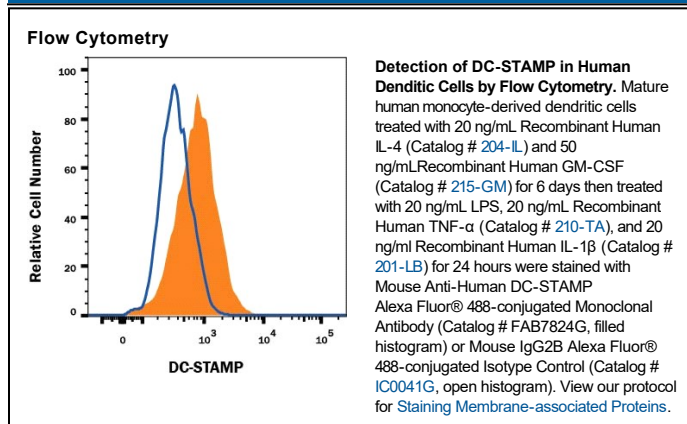 Flow Cytometry
100
80
60
40
20
0
Relative Cell Number
0 10³ 10⁴ 10⁵
DC-STAMP
Detection of DC-STAMP in Human
Denditic Cells by Flow Cytometry. Mature
human monocyte-derived dendritic cells
treated with 20 ng/mL Recombinant Human
IL-4 (Catalog # 204-IL) and 50
ng/mLRecombinant Human GM-CSF
(Catalog # 215-GM) for 6 days then treated
with 20 ng/mL LPS, 20 ng/mL Recombinant
Human TNF-α (Catalog # 210-TA), and 20
ng/ml Recombinant Human IL-1β (Catalog #
201-LB) for 24 hours were stained with
Mouse Anti-Human DC-STAMP
Alexa Fluor® 488-conjugated Monoclonal
Antibody (Catalog # FAB7824G, filled
histogram) or Mouse IgG2B Alexa Fluor®
488-conjugated Isotype Control (Catalog #
IC0041G, open histogram). View our protocol
for Staining Membrane-associated Proteins.